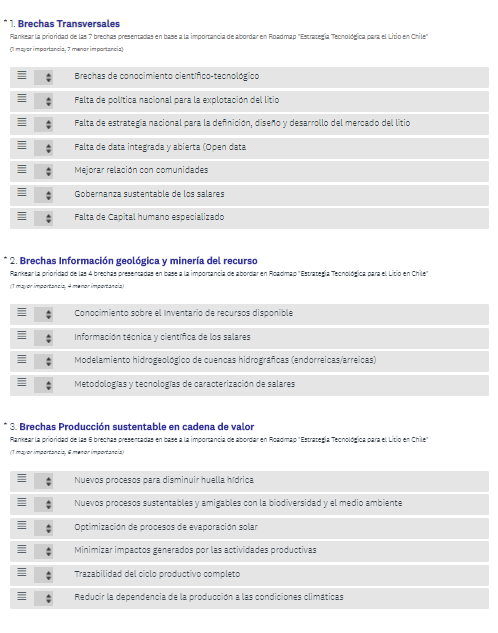 * 1. Brechas Transversales
Rankear la prioridad de las 7 brechas presentadas en base a la importancia de abordar en Roadmap "Estrategia Tecnológica para el Litio en Chile"
(1 mayor importancia, 7 menor importancia)
Brechas de conocimiento científico-tecnológico
Falta de política nacional para la explotación del litio
Falta de estrategia nacional para la definición, diseño y desarrollo del mercado del litio
Falta de data integrada y abierta (Open data
Mejorar relación con comunidades
Gobernanza sustentable de los salares
Falta de Capital humano especializado
* 2. Brechas Información geológica y minería del recurso
Rankear la prioridad de las 4 brechas presentadas en base a la importancia de abordar en Roadmap "Estrategia Tecnológica para el Litio en Chile"
(1 mayor importancia, 4 menor importancia)
Conocimiento sobre el Inventario de recursos disponible
Información técnica y científica de los salares
Modelamiento hidrogeológico de cuencas hidrográficas (endorreicas/arreicas)
Metodologías y tecnologías de caracterización de salares
* 3. Brechas Producción sustentable en cadena de valor
Rankear la prioridad de las 6 brechas presentadas en base a la importancia de abordar en Roadmap "Estrategia Tecnológica para el Litio en Chile"
(1 mayor importancia, 6 menor importancia)
Nuevos procesos para disminuir huella hídrica
Nuevos procesos sustentables y amigables con la biodiversidad y el medio ambiente
Optimización de procesos de evaporación solar
Minimizar impactos generados por las actividades productivas
Trazabilidad del ciclo productivo completo
Reducir la dependencia de la producción a las condiciones climáticas